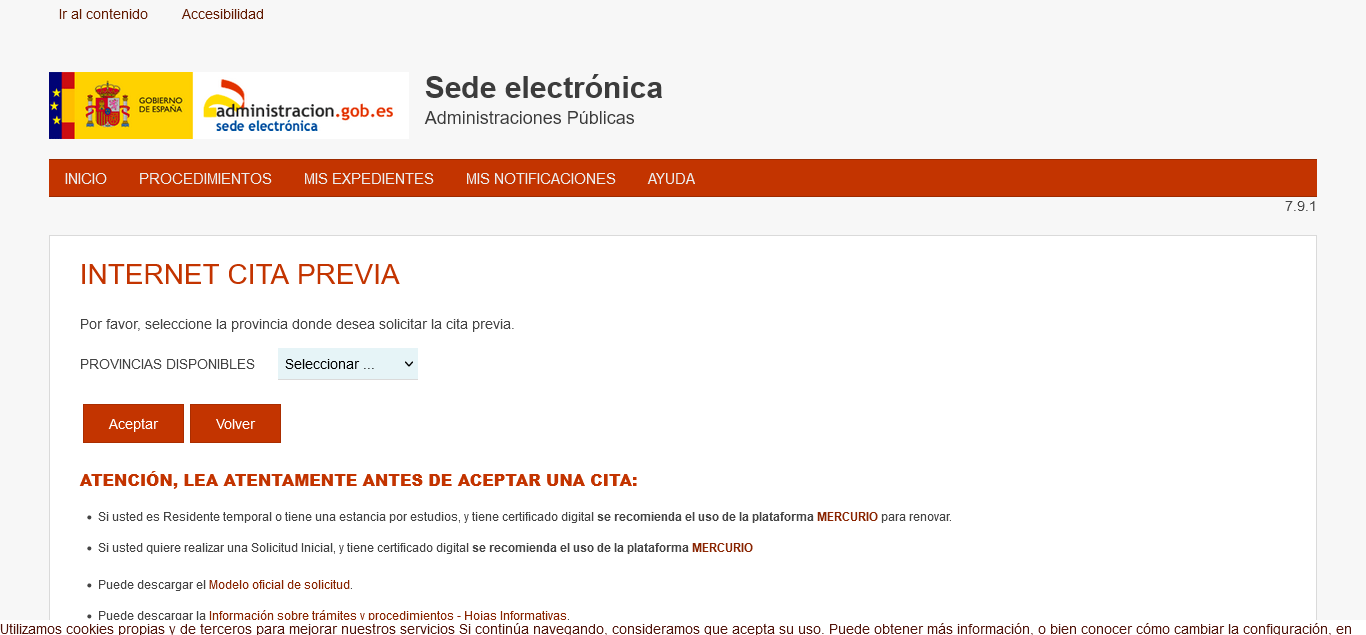 Ir al contenido Accesibilidad
GOBIERNO
DE ESPAÑA
administracion.gob.es
sede electrónica
Sede electrónica
Administraciones Públicas
INICIO PROCEDIMIENTOS MIS EXPEDIENTES MIS NOTIFICACIONES AYUDA
7.9.1
INTERNET CITA PREVIA
Por favor, seleccione la provincia donde desea solicitar la cita previa.
PROVINCIAS DISPONIBLES Seleccionar ...
Aceptar Volver
ATENCIÓN, LEA ATENTAMENTE ANTES DE ACEPTAR UNA CITA:
• Si usted es Residente temporal o tiene una estancia por estudios, y tiene certificado digital se recomienda el uso de la plataforma MERCURIO para renovar.
• Si usted quiere realizar una Solicitud Inicial, y tiene certificado digital se recomienda el uso de la plataforma MERCURIO
• Puede descargar el Modelo oficial de solicitud.
• Puede descargar la Información sobre trámites y procedimientos - Hojas Informativas.
Utilizamos cookies propias y de terceros para mejorar nuestros servicios Si continúa navegando, consideramos que acepta su uso. Puede obtener más información, o bien conocer cómo cambiar la configuración, en